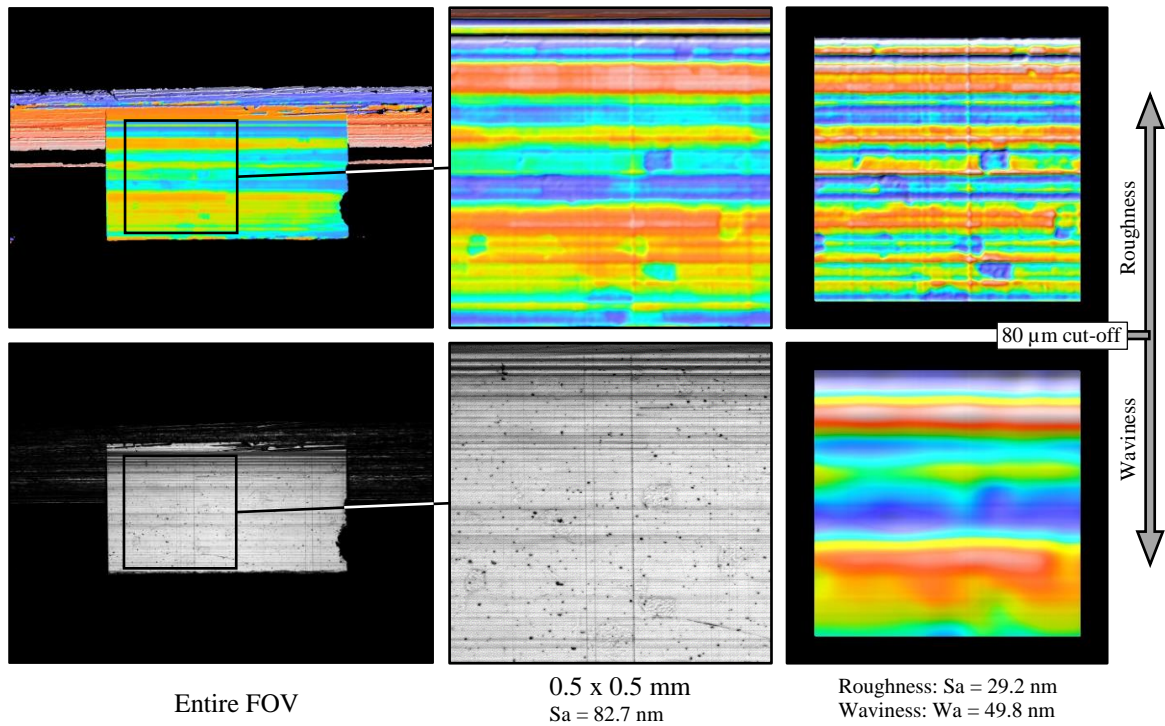 Roughness
80 µm cut-off
Waviness
Entire FOV
0.5 x 0.5 mm
Sa = 82.7 nm
Roughness: Sa = 29.2 nm
Waviness: Wa = 49.8 nm